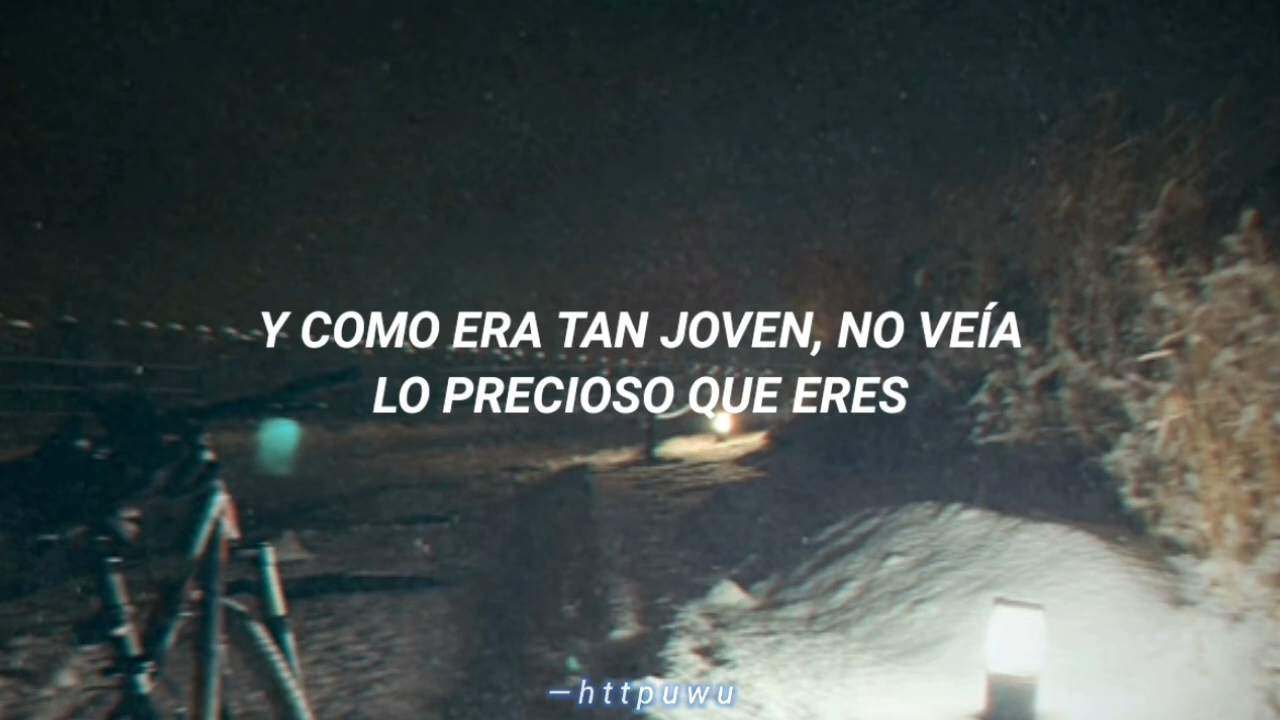 Y COMO ERA TAN JOVEN, NO VEÍA
LO PRECIOSO QUE ERES
—httpuwu